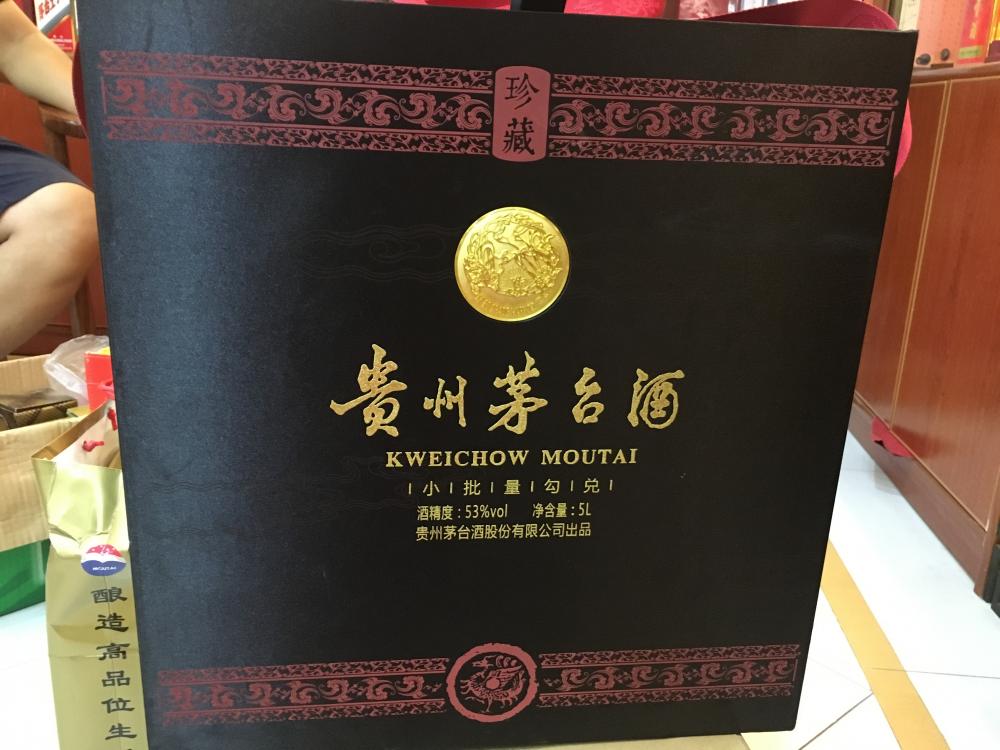 珍藏
贵州茅台酒
KWEICHOW MOUTAI
小批量勾兑
酒精度：53%vol 净含量：5L
贵州茅台酒股份有限公司出品
MOUTAI
酿造高品位生